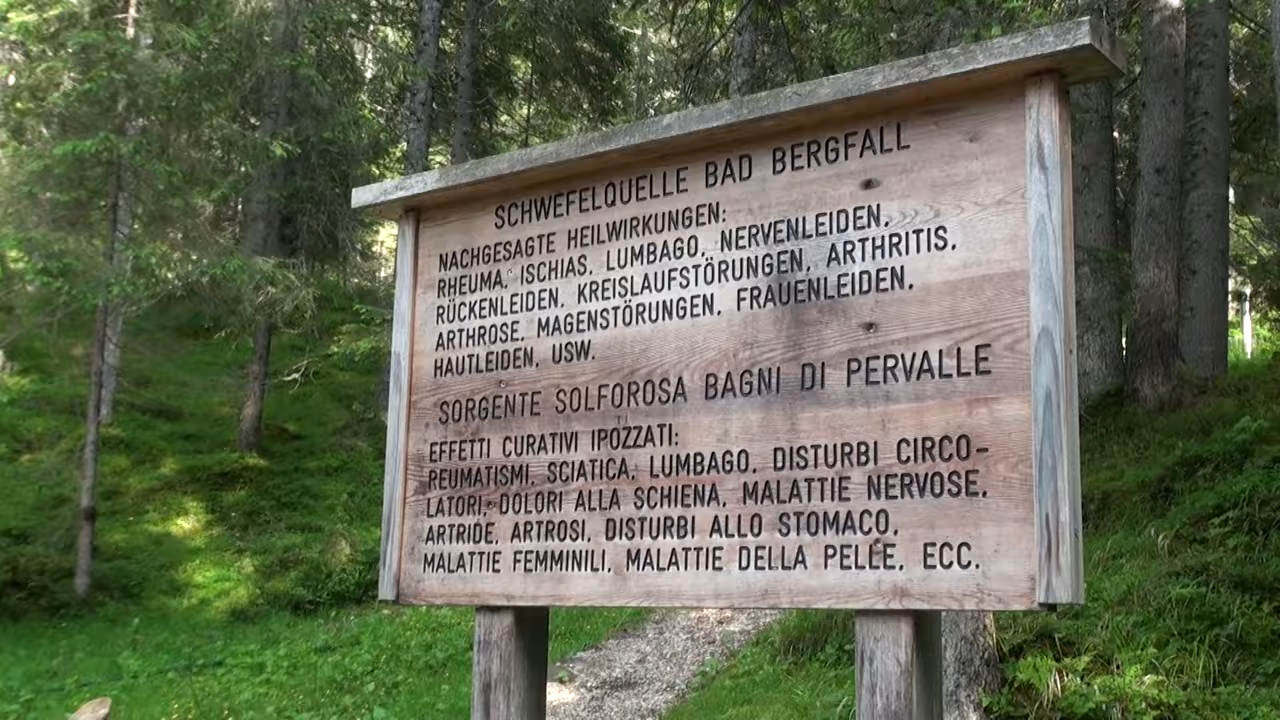 SCHWEFELQUELLE BAD BERGFALL
NACHGESAGTE HEILWIRKUNGEN:
RHEUMA, ISCHIAS, LUMBAGO, NERVENLEIDEN,
RÜCKENLEIDEN, KREISLAUFSTÖRUNGEN, ARTHRITIS,
ARTHROSE, MAGENSTÖRUNGEN, FRAUENLEIDEN,
HAUTLEIDEN, USW.
SORGENTE SOLFOROSA BAGNI DI PERVALLE
EFFETTI CURATIVI IPOZZATI:
REUMATISMI, SCIATICA, LUMBAGO, DISTURBI CIRCO-
LATORI, DOLORI ALLA SCHIENA, MALATTIE NERVOSE,
ARTRIDE, ARTROSI, DISTURBI ALLO STOMACO,
MALATTIE FEMMINILI, MALATTIE DELLA PELLE, ECC.